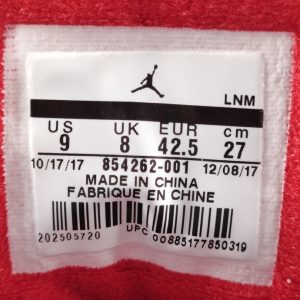 LNM
US UK EUR cm
9 8 42.5 27
10/17/17 854262-001 12/08/17
MADE IN CHINA
FABRIQUE EN CHINE
202505720 UPC 00885177850319